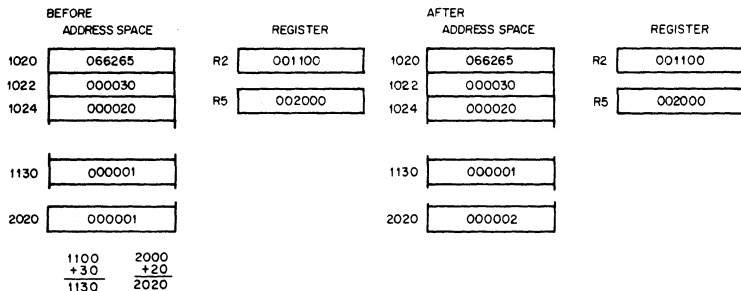 BEFORE AFTER
ADDRESS SPACE REGISTER ADDRESS SPACE REGISTER
1020 066265 R2 001100 1020 066265 R2 001100
1022 000030 1022 000030
1024 000020 R5 002000 1024 000020 R5 002000
1130 000001 1130 000001
2020 000001 2020 000002
1100 2000
+30 +20
1130 2020